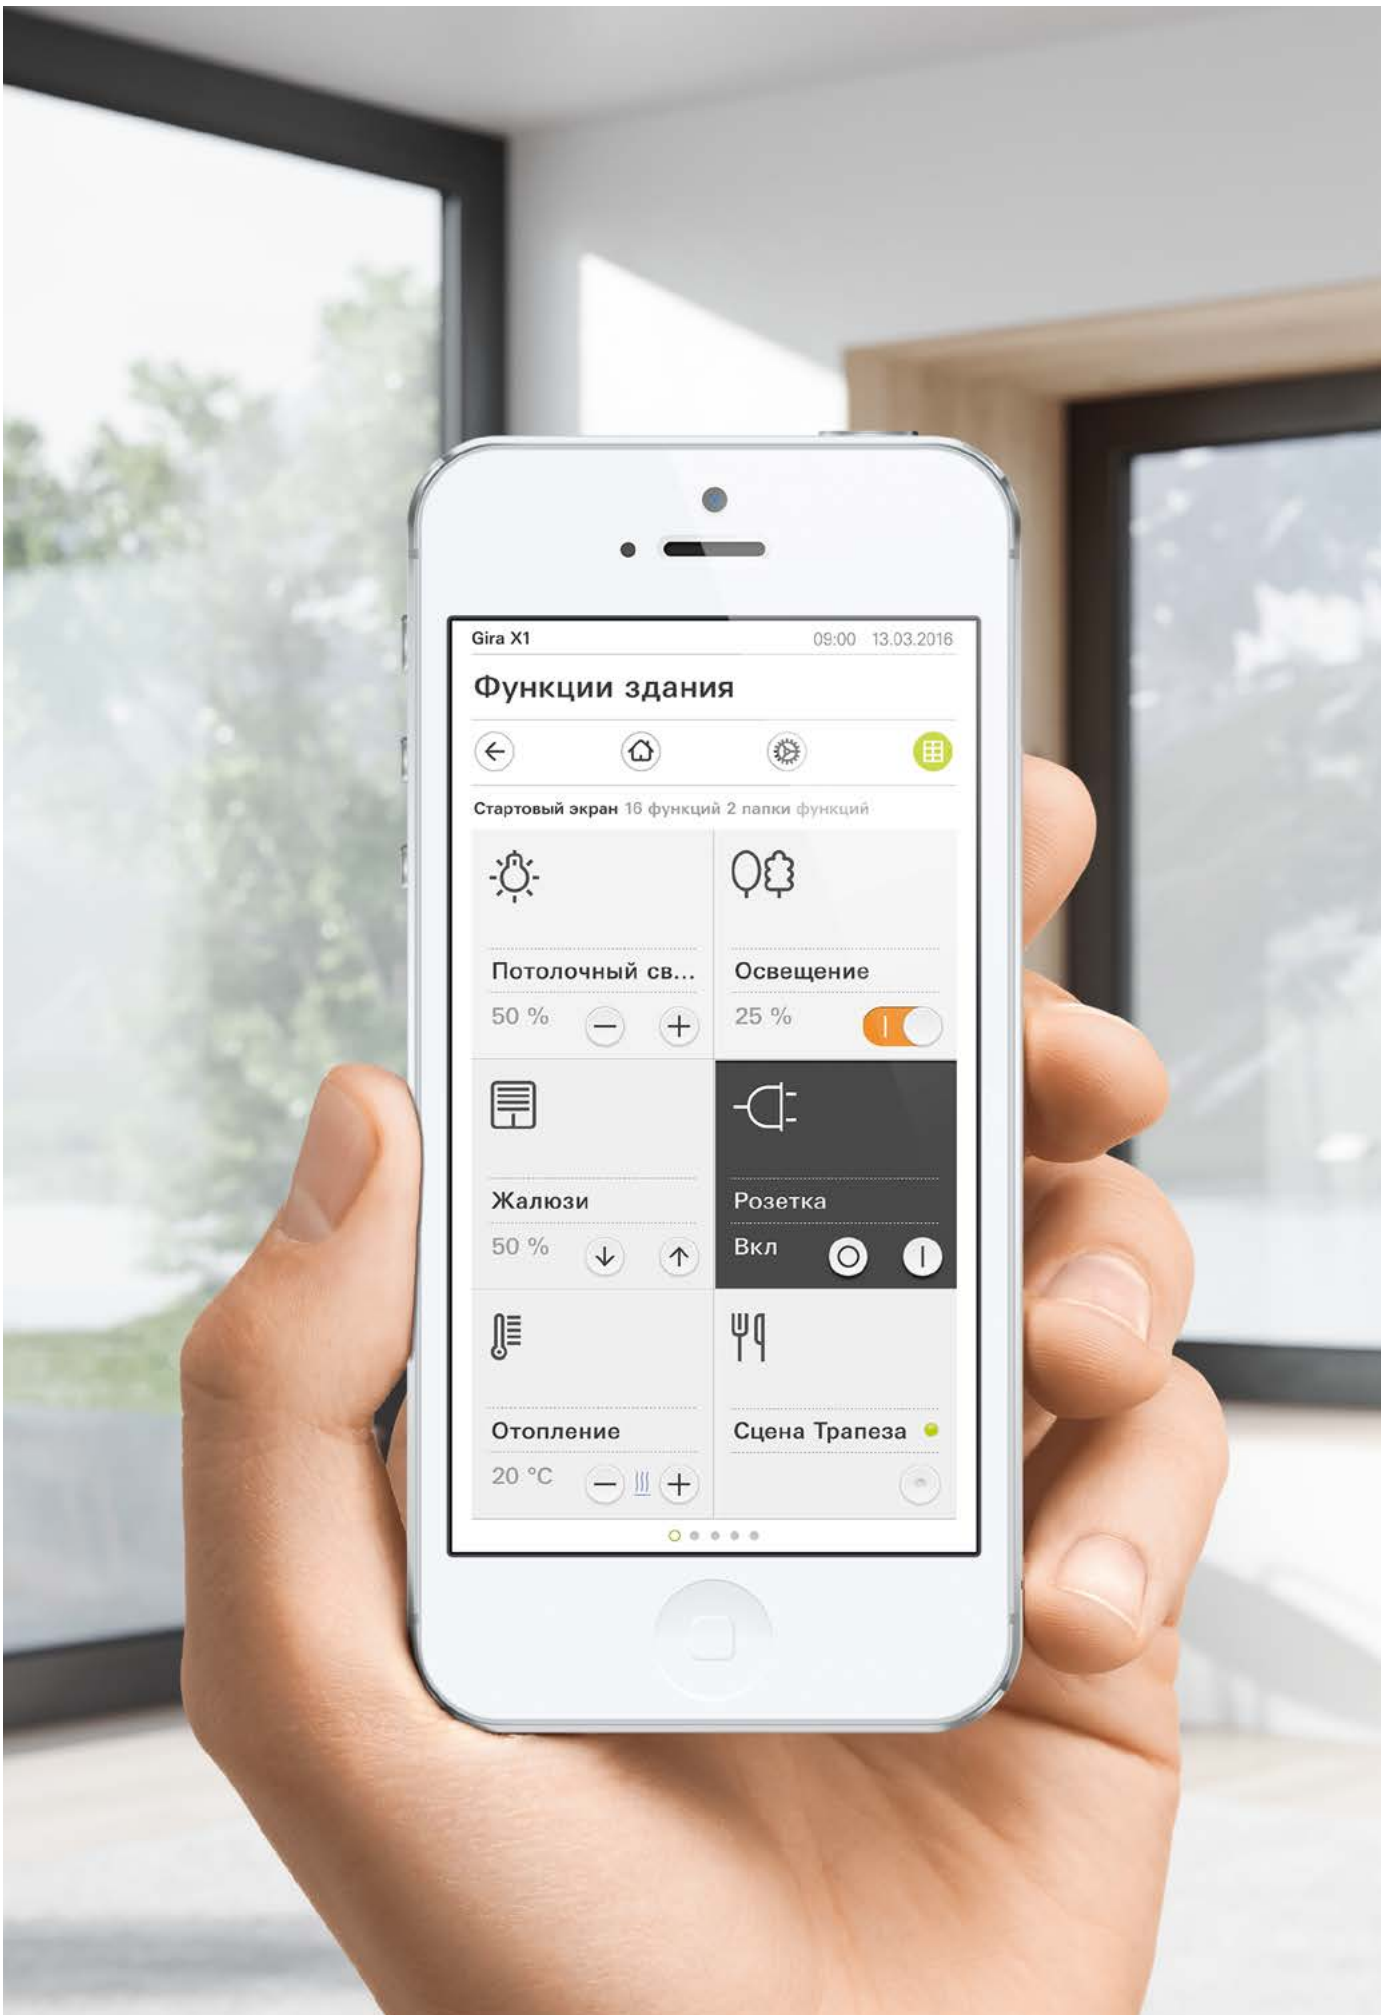 Gira X1 09:00 13.03.2016
Функции здания
Стартовый экран 16 функций 2 папки функций
Потолочный св... Освещение
50 % 25 %
Жалюзи Розетка
50 % Вкл
Отопление Сцена Трапеза
20 °C